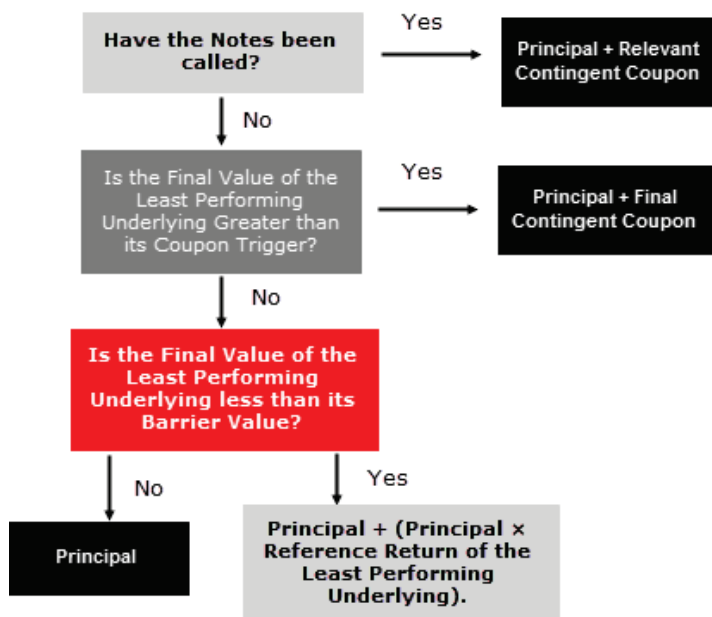 Have the Notes been
called?
Yes
Principal + Relevant
Contingent Coupon
No
Is the Final Value of the
Least Performing
Underlying Greater than
its Coupon Trigger?
Yes
Principal + Final
Contingent Coupon
No
Is the Final Value of the
Least Performing
Underlying less than its
Barrier Value?
No
Yes
Principal
Principal + (Principal ×
Reference Return of the
Least Performing
Underlying).